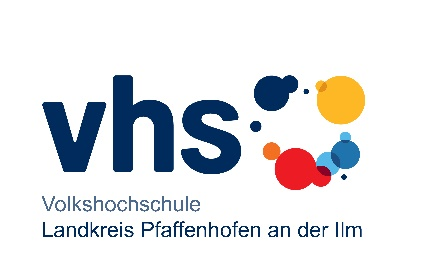 vhs
Volkshochschule
Landkreis Pfaffenhofen an der Ilm